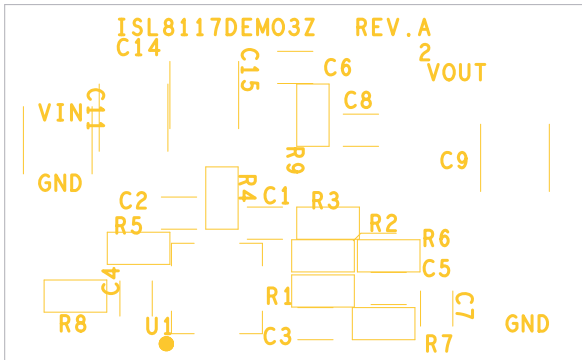 ISL8117DEMO3Z REV.A
C14
2
C15
C6
VOUT
C11
VIN
C8
R9
C9
GND
R4
C2
C1
R3
R5
R2
R6
C4
C5
R1
C7
R8
U1
C3
GND
R7